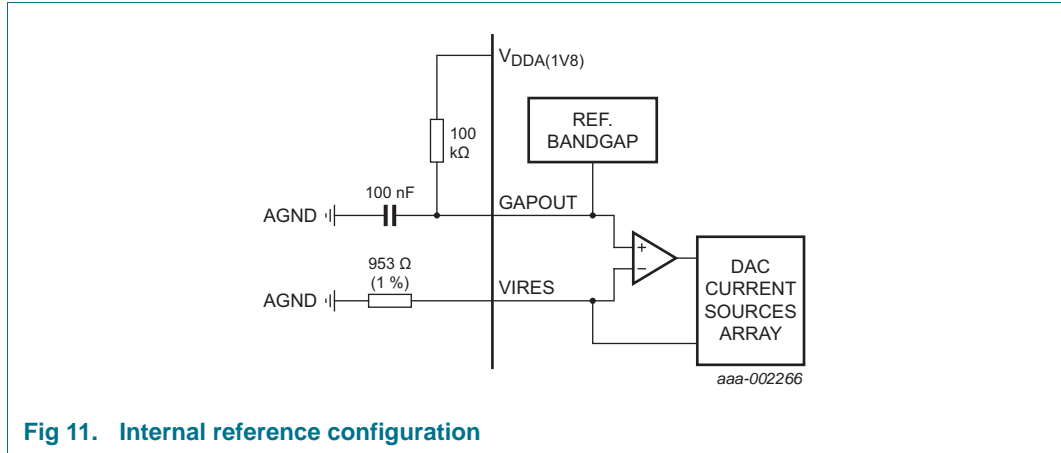 VDDA(1V8)
100
kΩ
REF.
BANDGAP
100 nF
GAPOUT
AGND
+
−
953 Ω
(1 %)
VIRES
AGND
DAC
CURRENT
SOURCES
ARRAY
aaa-002266
Fig 11. Internal reference configuration